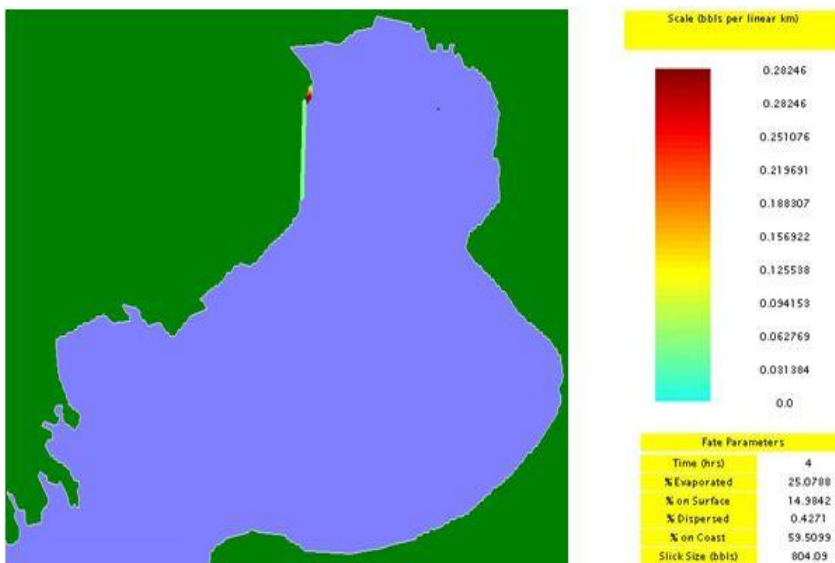 Scale (bbls per linear km)
0.28246
0.28246
0.251076
0.219691
0.188307
0.156922
0.125538
0.094153
0.062769
0.031384
0.0
Fate Parameters
Time (hrs) 4
% Evaporated 25.0788
% on Surface 14.9842
% Dispersed 0.4271
% on Coast 59.5099
Slick Size (bbls) 804.09